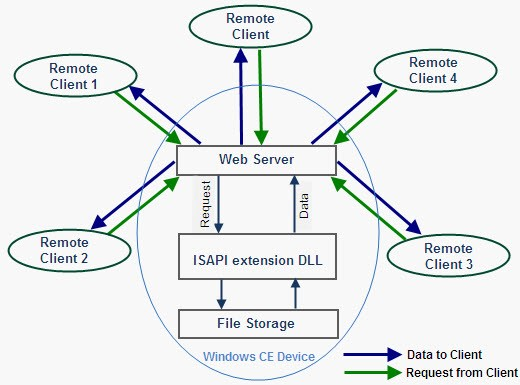 Remote
Client
Remote
Client 1
Remote
Client 4
Web Server
Request
Data
ISAPI extension DLL
Remote
Client 2
Remote
Client 3
File Storage
Windows CE Device
Data to Client
Request from Client